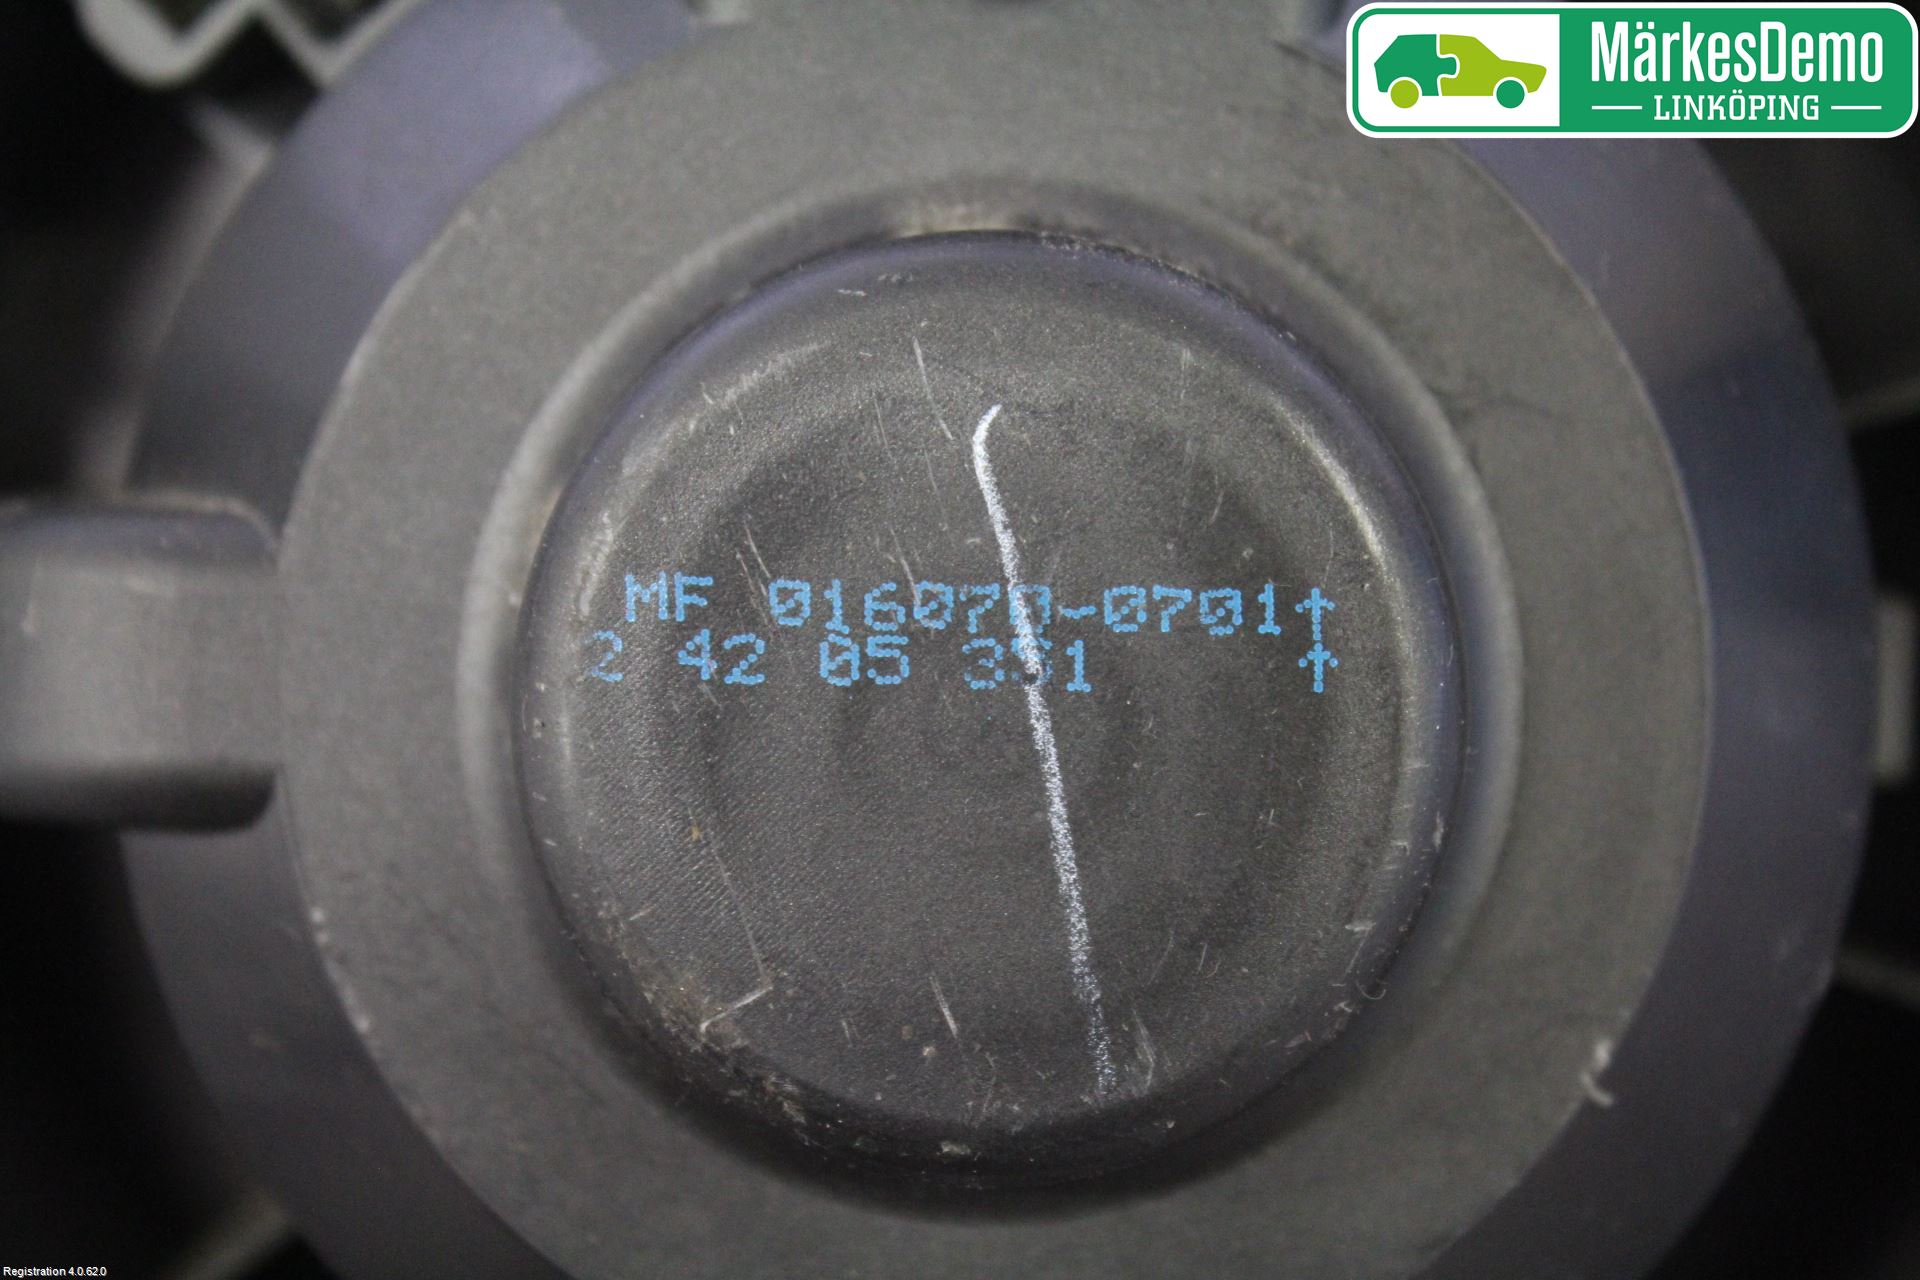 MärkesDemo
LINKÖPING
MF 016070-0701†
2 42 05 351 †
Registration 4.0.62.0